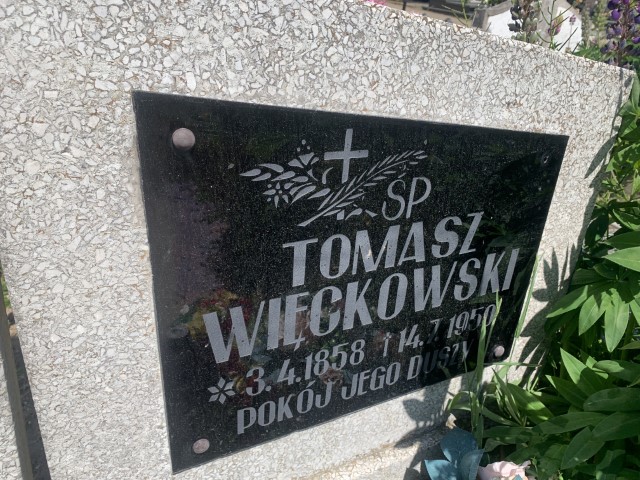 SP
TOMASZ
WIĘCKOWSKI
* 3.4.1858 † 14.7.1950
POKÓJ JEGO DUSZY